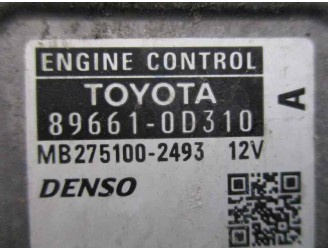 ENGINE CONTROL
TOYOTA
89661-0D310
A
MB275100-2493 12V
DENSO